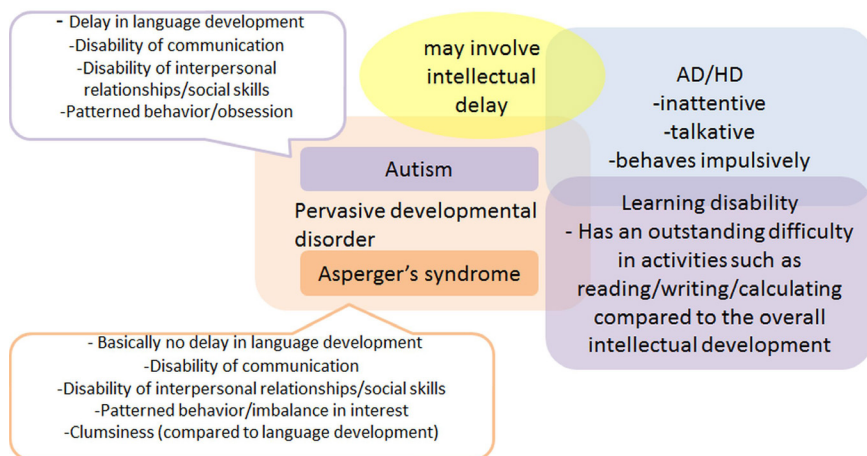 - Delay in language development
-Disability of communication
-Disability of interpersonal
relationships/social skills
-Patterned behavior/obsession
may involve
intellectual
delay
AD/HD
-inattentive
-talkative
-behaves impulsively
Autism
Pervasive developmental
disorder
Asperger's syndrome
Learning disability
- Has an outstanding difficulty
in activities such as
reading/writing/calculating
compared to the overall
intellectual development
- Basically no delay in language development
-Disability of communication
-Disability of interpersonal relationships/social skills
-Patterned behavior/imbalance in interest
-Clumsiness (compared to language development)